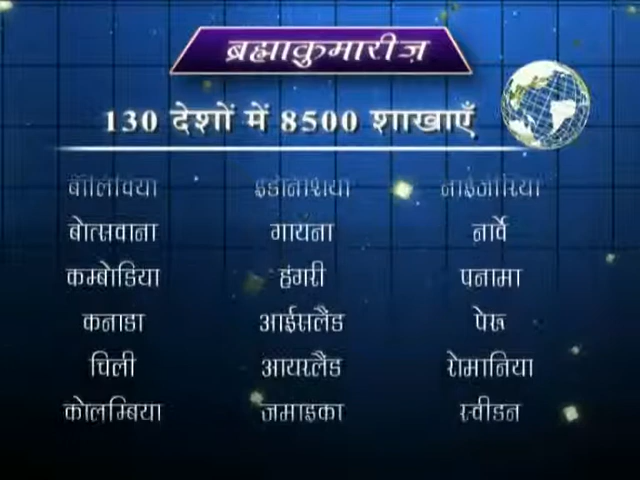 ब्रह्माकुमारीज़
130 देशों में 8500 शाखाएँ
बोलिविया इंडोनेशिया नाइजीरिया
बोत्सवाना गायना नार्वे
कम्बोडिया हंगरी पनामा
कनाडा आईसलैंड पेरू
चिली आयरलैंड रोमानिया
कोलम्बिया जमाइका स्वीडन